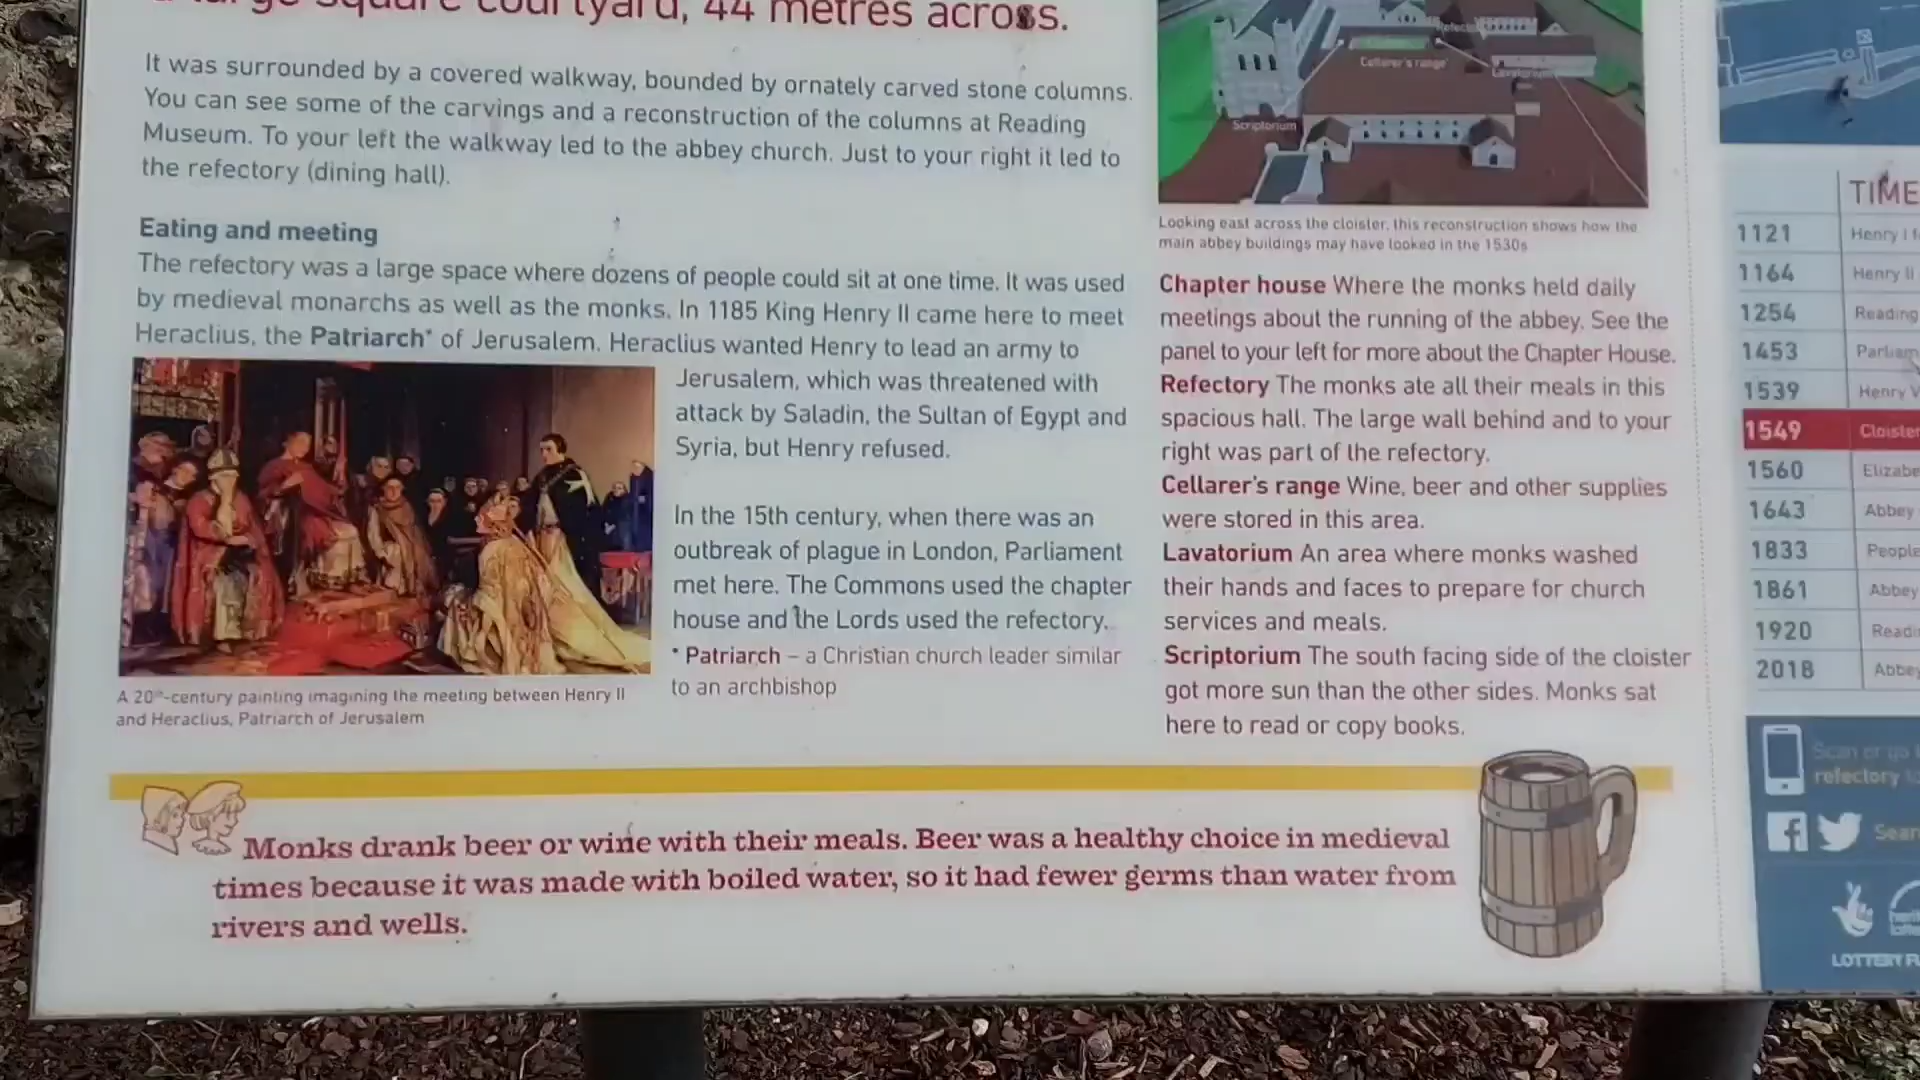 large square courtyard, 44 metres across.
It was surrounded by a covered walkway, bounded by ornately carved stone columns.
You can see some of the carvings and a reconstruction of the columns at Reading
Museum. To your left the walkway led to the abbey church. Just to your right it led to
the refectory (dining hall).
Eating and meeting
The refectory was a large space where dozens of people could sit at one time. It was used
by medieval monarchs as well as the monks. In 1185 King Henry II came here to meet
Heraclius, the Patriarch* of Jerusalem. Heraclius wanted Henry to lead an army to
Jerusalem, which was threatened with
attack by Saladin, the Sultan of Egypt and
Syria, but Henry refused.
In the 15th century, when there was an
outbreak of plague in London, Parliament
met here. The Commons used the chapter
house and the Lords used the refectory.
* Patriarch – a Christian church leader similar
to an archbishop
A 20th-century painting imagining the meeting between Henry II
and Heraclius, Patriarch of Jerusalem
Cellarer's range
Lavatorium
Scriptorium
Looking east across the cloister, this reconstruction shows how the
main abbey buildings may have looked in the 1530s
Chapter house Where the monks held daily
meetings about the running of the abbey. See the
panel to your left for more about the Chapter House.
Refectory The monks ate all their meals in this
spacious hall. The large wall behind and to your
right was part of the refectory.
Cellarer's range Wine, beer and other supplies
were stored in this area.
Lavatorium An area where monks washed
their hands and faces to prepare for church
services and meals.
Scriptorium The south facing side of the cloister
got more sun than the other sides. Monks sat
here to read or copy books.
Monks drank beer or wine with their meals. Beer was a healthy choice in medieval
times because it was made with boiled water, so it had fewer germs than water from
rivers and wells.
TIME
1121 Henry I f
1164 Henry II
1254 Reading
1453 Parliam
1539 Henry V
1549 Cloister
1560 Elizabe
1643 Abbey
1833 People
1861 Abbey
1920 Readi
2018 Abbey
Scan or go
refectory
Sear
LOTTERY FU